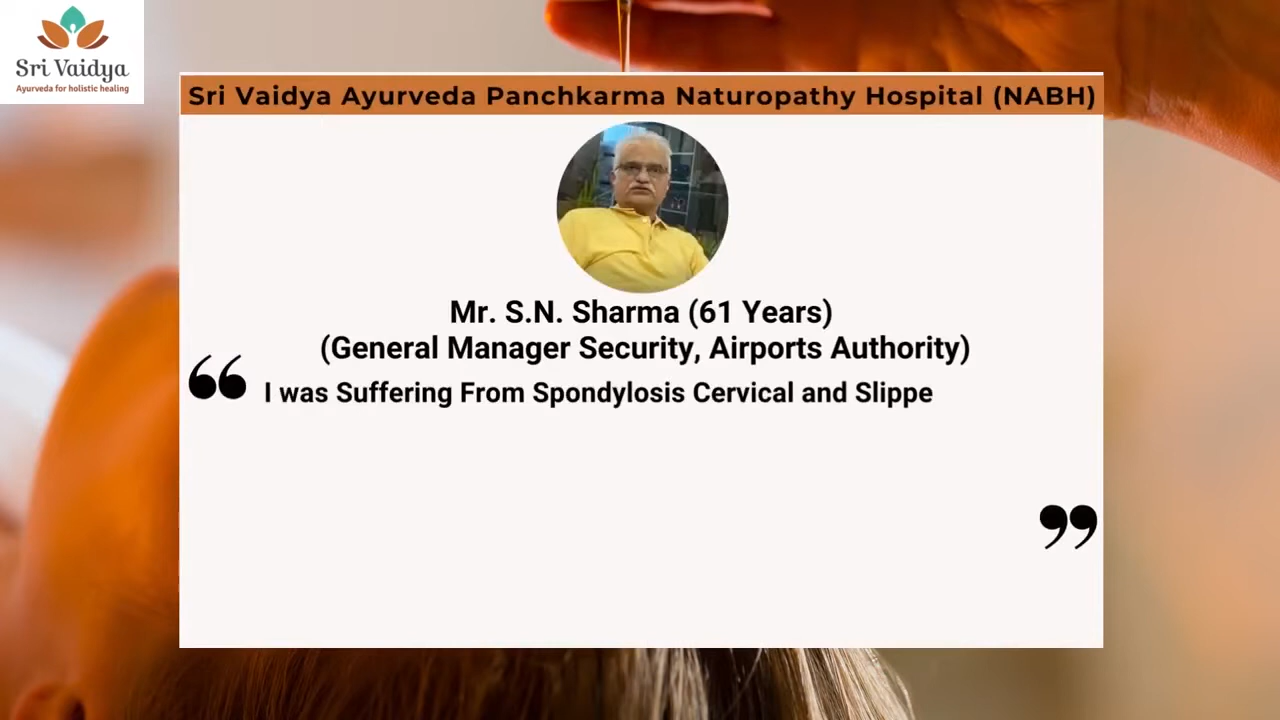 Sri Vaidya
Ayurveda for holistic healing
Sri Vaidya Ayurveda Panchkarma Naturopathy Hospital (NABH)
Mr. S.N. Sharma (61 Years)
(General Manager Security, Airports Authority)
“ I was Suffering From Spondylosis Cervical and Slippe
”